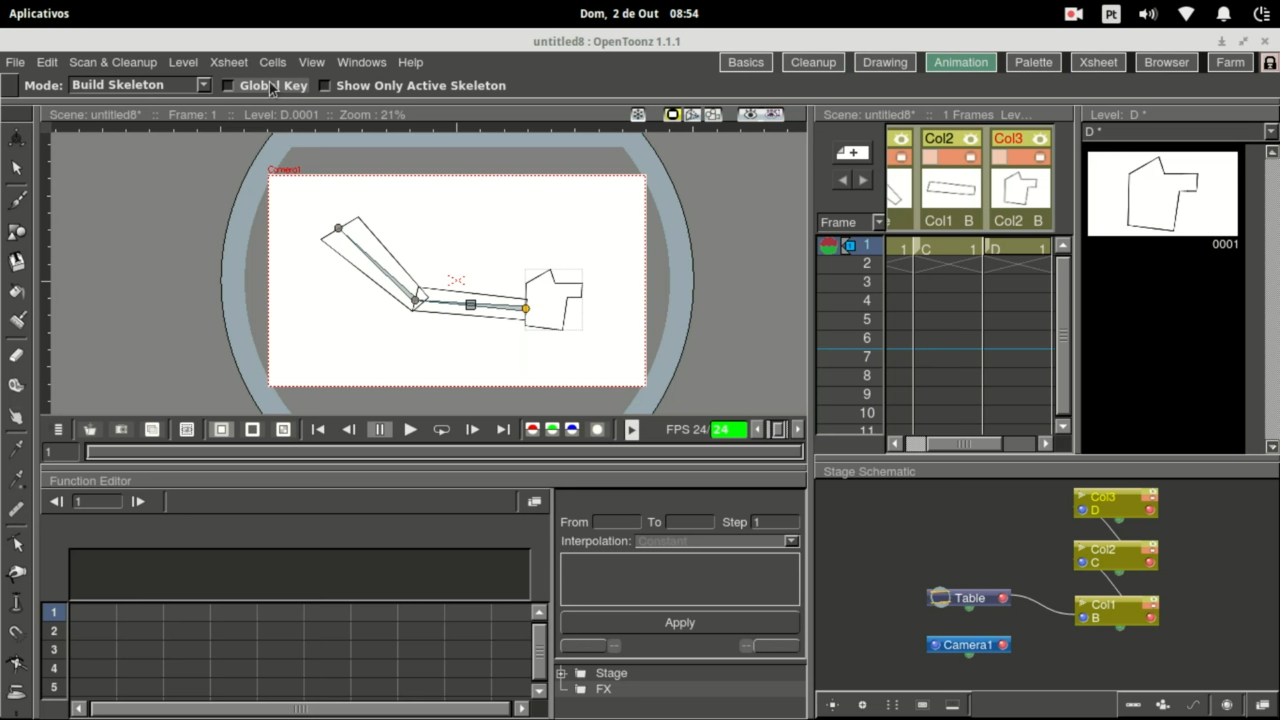 Aplicativos
Dom, 2 de Out 08:54
Pt
untitled8 : OpenToonz 1.1.1
File Edit Scan & Cleanup Level Xsheet Cells View Windows Help
Basics Cleanup Drawing Animation Palette Xsheet Browser Farm
Mode: Build Skeleton Global Key Show Only Active Skeleton
Scene: untitled8* :: Frame: 1 :: Level: D.0001 :: Zoom : 21%
Camera1
FPS 24/24
1
Scene: untitled8* :: 1 Frames Lev...
Col2 Col3
Col1 B Col2 B
Frame
1 1 C 1 D 1
2
3
4
5
6
7
8
9
10
11
Level: D *
D *
0001
Function Editor
1
1
2
3
4
5
From To Step 1
Interpolation: Constant
Apply
Stage
FX
Stage Schematic
Col3
D
Col2
C
Table
Col1
B
Camera1